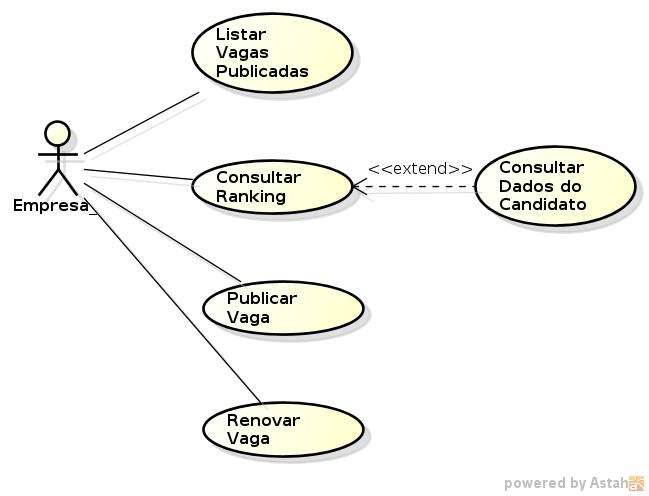 Listar
Vagas
Publicadas
<<extend>>
Consultar
Ranking
Consultar
Dados do
Candidato
Empresa_
Publicar
Vaga
Renovar
Vaga
powered by Astah